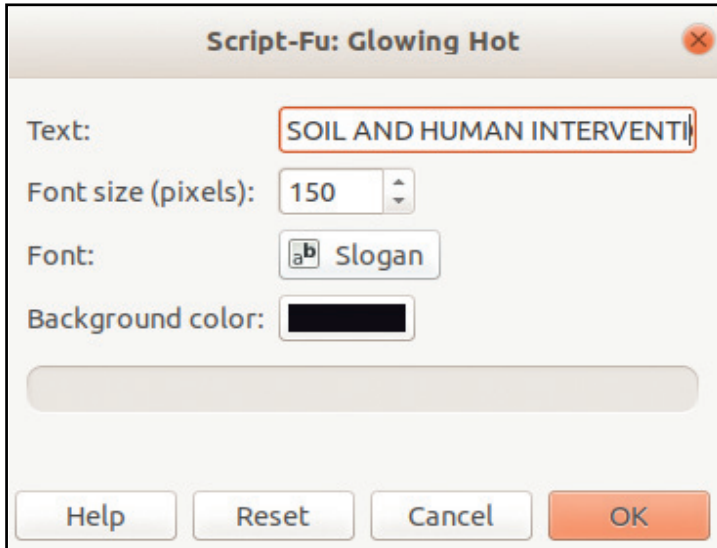 Script-Fu: Glowing Hot
Text: SOIL AND HUMAN INTERVENTI
Font size (pixels): 150
Font: ab Slogan
Background color:
Help Reset Cancel OK